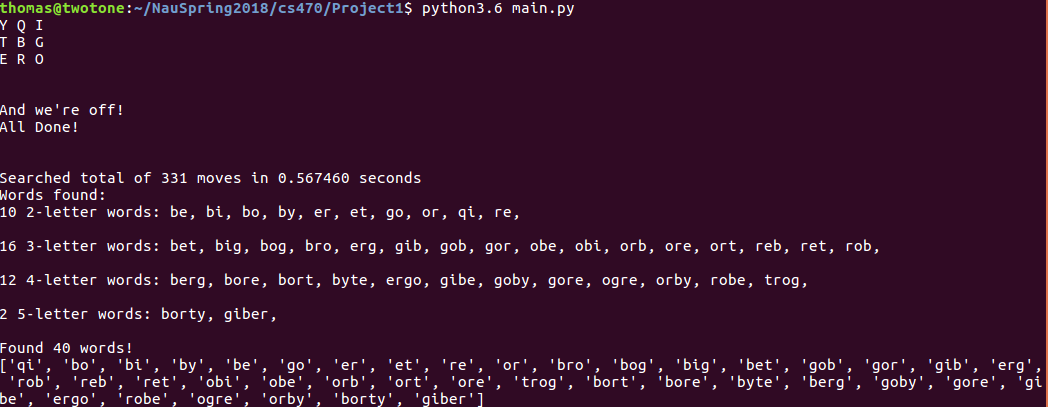 thomas@twotone:~/NauSpring2018/cs470/Project1$ python3.6 main.py
Y Q I
T B G
E R O
And we're off!
All Done!
Searched total of 331 moves in 0.567460 seconds
Words found:
10 2-letter words: be, bi, bo, by, er, et, go, or, qi, re,
16 3-letter words: bet, big, bog, bro, erg, gib, gob, gor, obe, obi, orb, ore, ort, reb, ret, rob,
12 4-letter words: berg, bore, bort, byte, ergo, gibe, goby, gore, ogre, orby, robe, trog,
2 5-letter words: borty, giber,
Found 40 words!
['qi', 'bo', 'bi', 'by', 'be', 'go', 'er', 'et', 're', 'or', 'bro', 'bog', 'big', 'bet', 'gob', 'gor', 'gib', 'erg',
 'rob', 'reb', 'ret', 'obi', 'obe', 'orb', 'ort', 'ore', 'trog', 'bort', 'bore', 'byte', 'berg', 'goby', 'gore', 'gi
be', 'ergo', 'robe', 'ogre', 'orby', 'borty', 'giber']